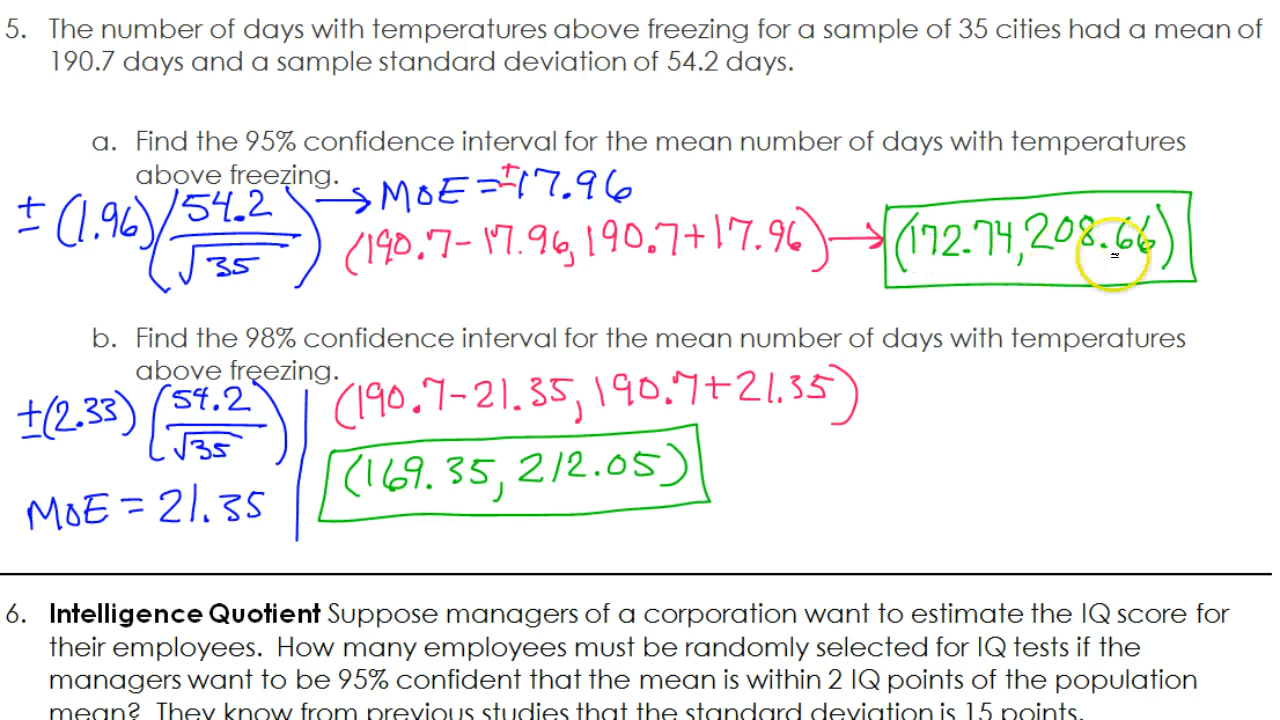 5. The number of days with temperatures above freezing for a sample of 35 cities had a mean of
190.7 days and a sample standard deviation of 54.2 days.
a. Find the 95% confidence interval for the mean number of days with temperatures
above freezing.
± (1.96) (54.2 / √35) → MoE = ±17.96
(190.7 - 17.96, 190.7 + 17.96) → (172.74, 208.66)
b. Find the 98% confidence interval for the mean number of days with temperatures
above freezing.
± (2.33) (54.2 / √35)
MoE = 21.35
(190.7 - 21.35, 190.7 + 21.35)
(169.35, 212.05)
6. Intelligence Quotient Suppose managers of a corporation want to estimate the IQ score for
their employees. How many employees must be randomly selected for IQ tests if the
managers want to be 95% confident that the mean is within 2 IQ points of the population
mean? They know from previous studies that the standard deviation is 15 points.